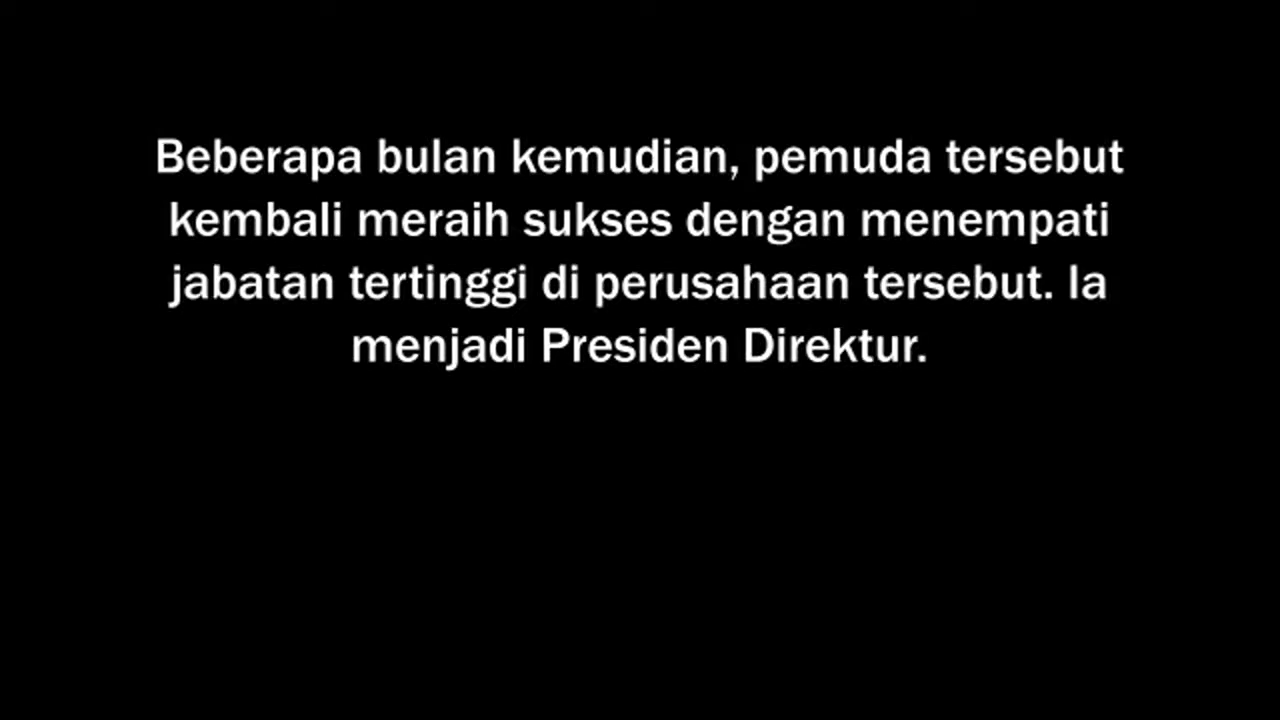 Beberapa bulan kemudian, pemuda tersebut
kembali meraih sukses dengan menempati
jabatan tertinggi di perusahaan tersebut. Ia
menjadi Presiden Direktur.